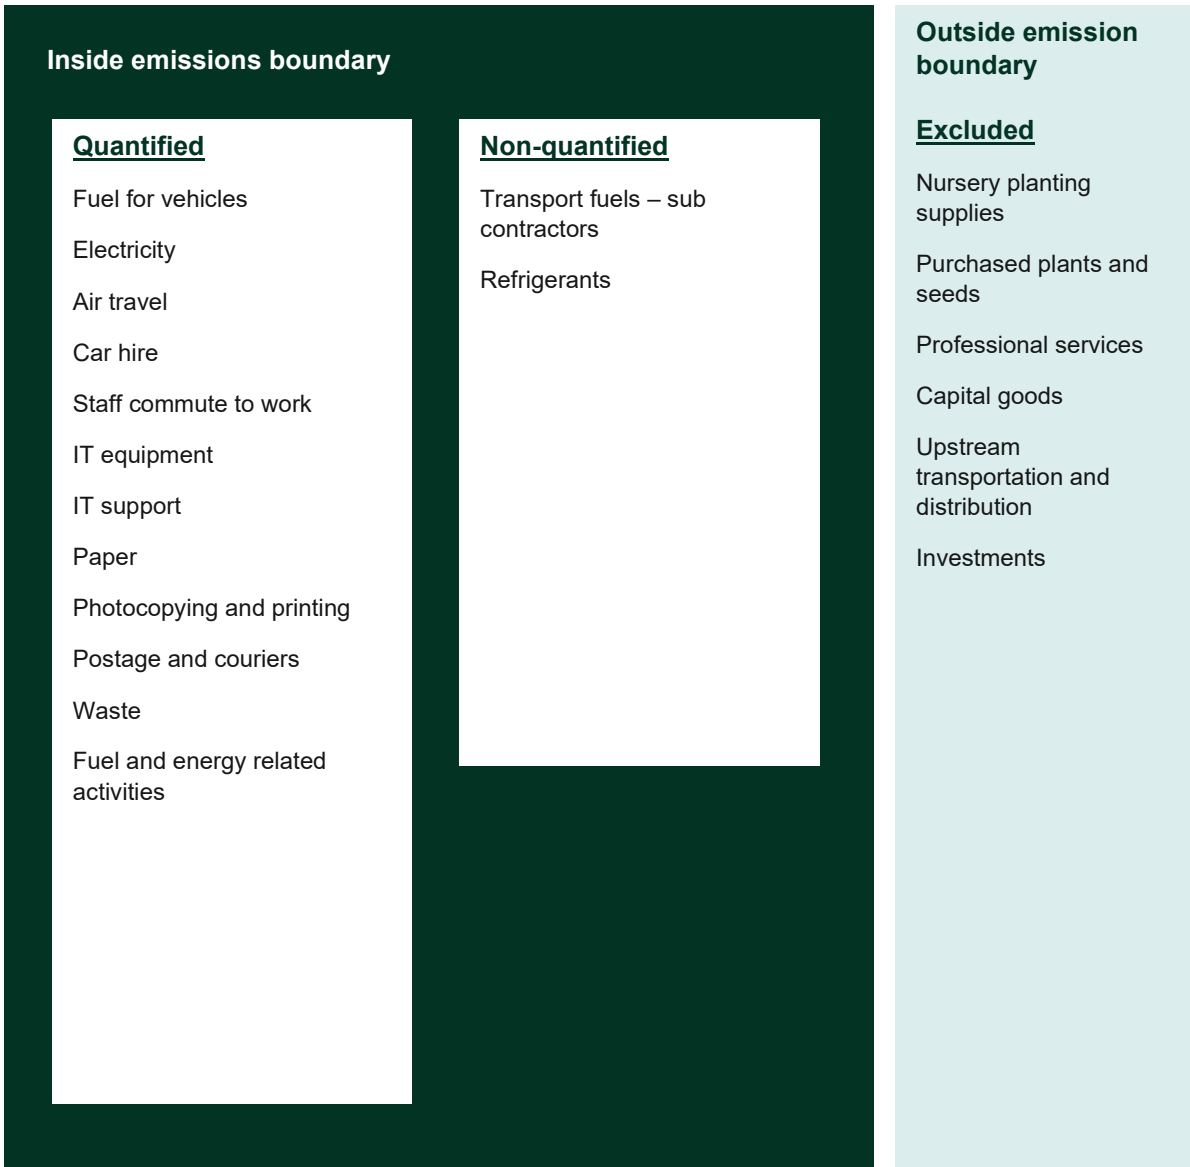 Inside emissions boundary
Quantified
Fuel for vehicles
Electricity
Air travel
Car hire
Staff commute to work
IT equipment
IT support
Paper
Photocopying and printing
Postage and couriers
Waste
Fuel and energy related
activities
Non-quantified
Transport fuels – sub
contractors
Refrigerants
Outside emission
boundary
Excluded
Nursery planting
supplies
Purchased plants and
seeds
Professional services
Capital goods
Upstream
transportation and
distribution
Investments